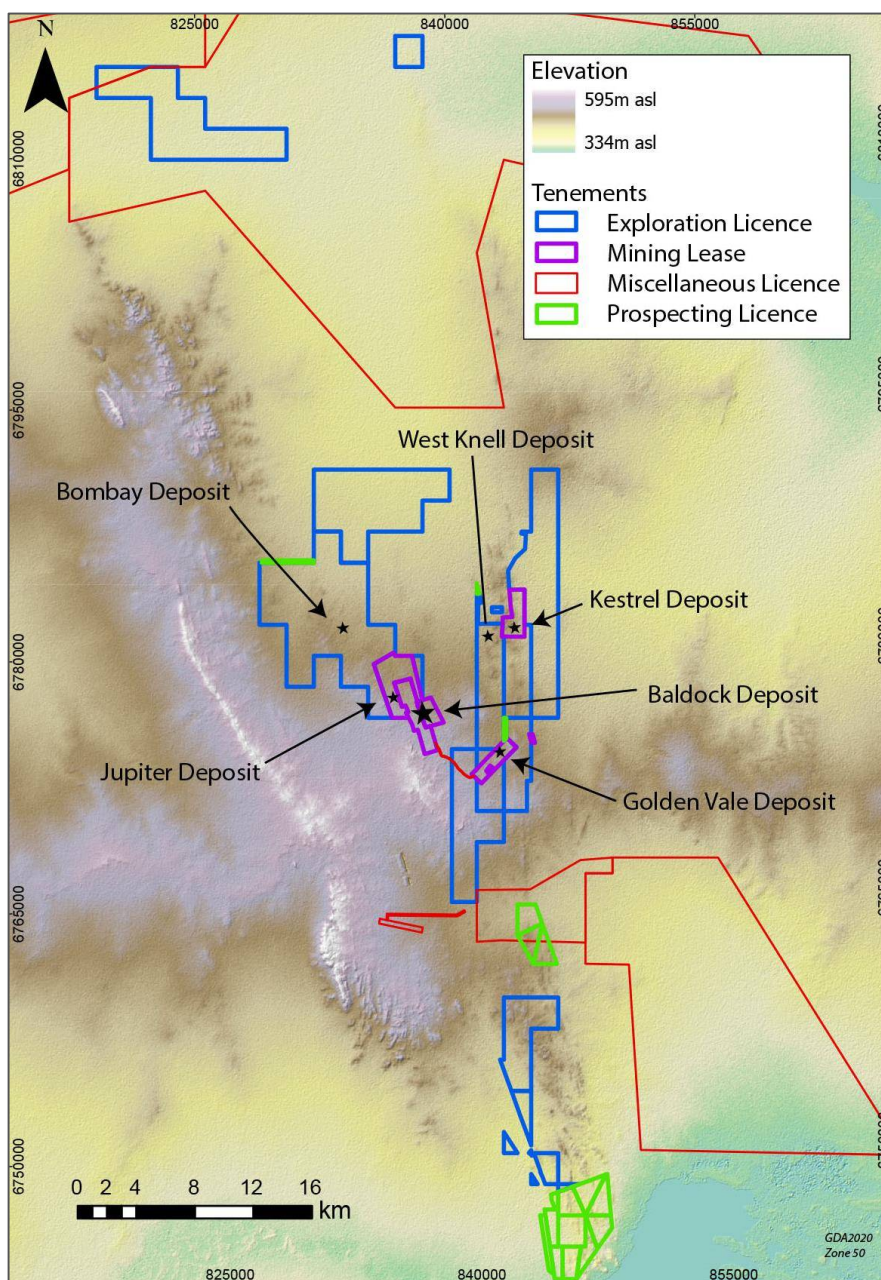 825000
840000
855000
N
Elevation
595m asl
334m asl
Tenements
Exploration Licence
Mining Lease
Miscellaneous Licence
Prospecting Licence
6810000
6795000
6795000
West Knell Deposit
Bombay Deposit
Kestrel Deposit
6780000
Baldock Deposit
Jupiter Deposit
Golden Vale Deposit
6765000
6750000
0 2 4 8 12 16
km
GDA2020
Zone 50
825000
840000
855000